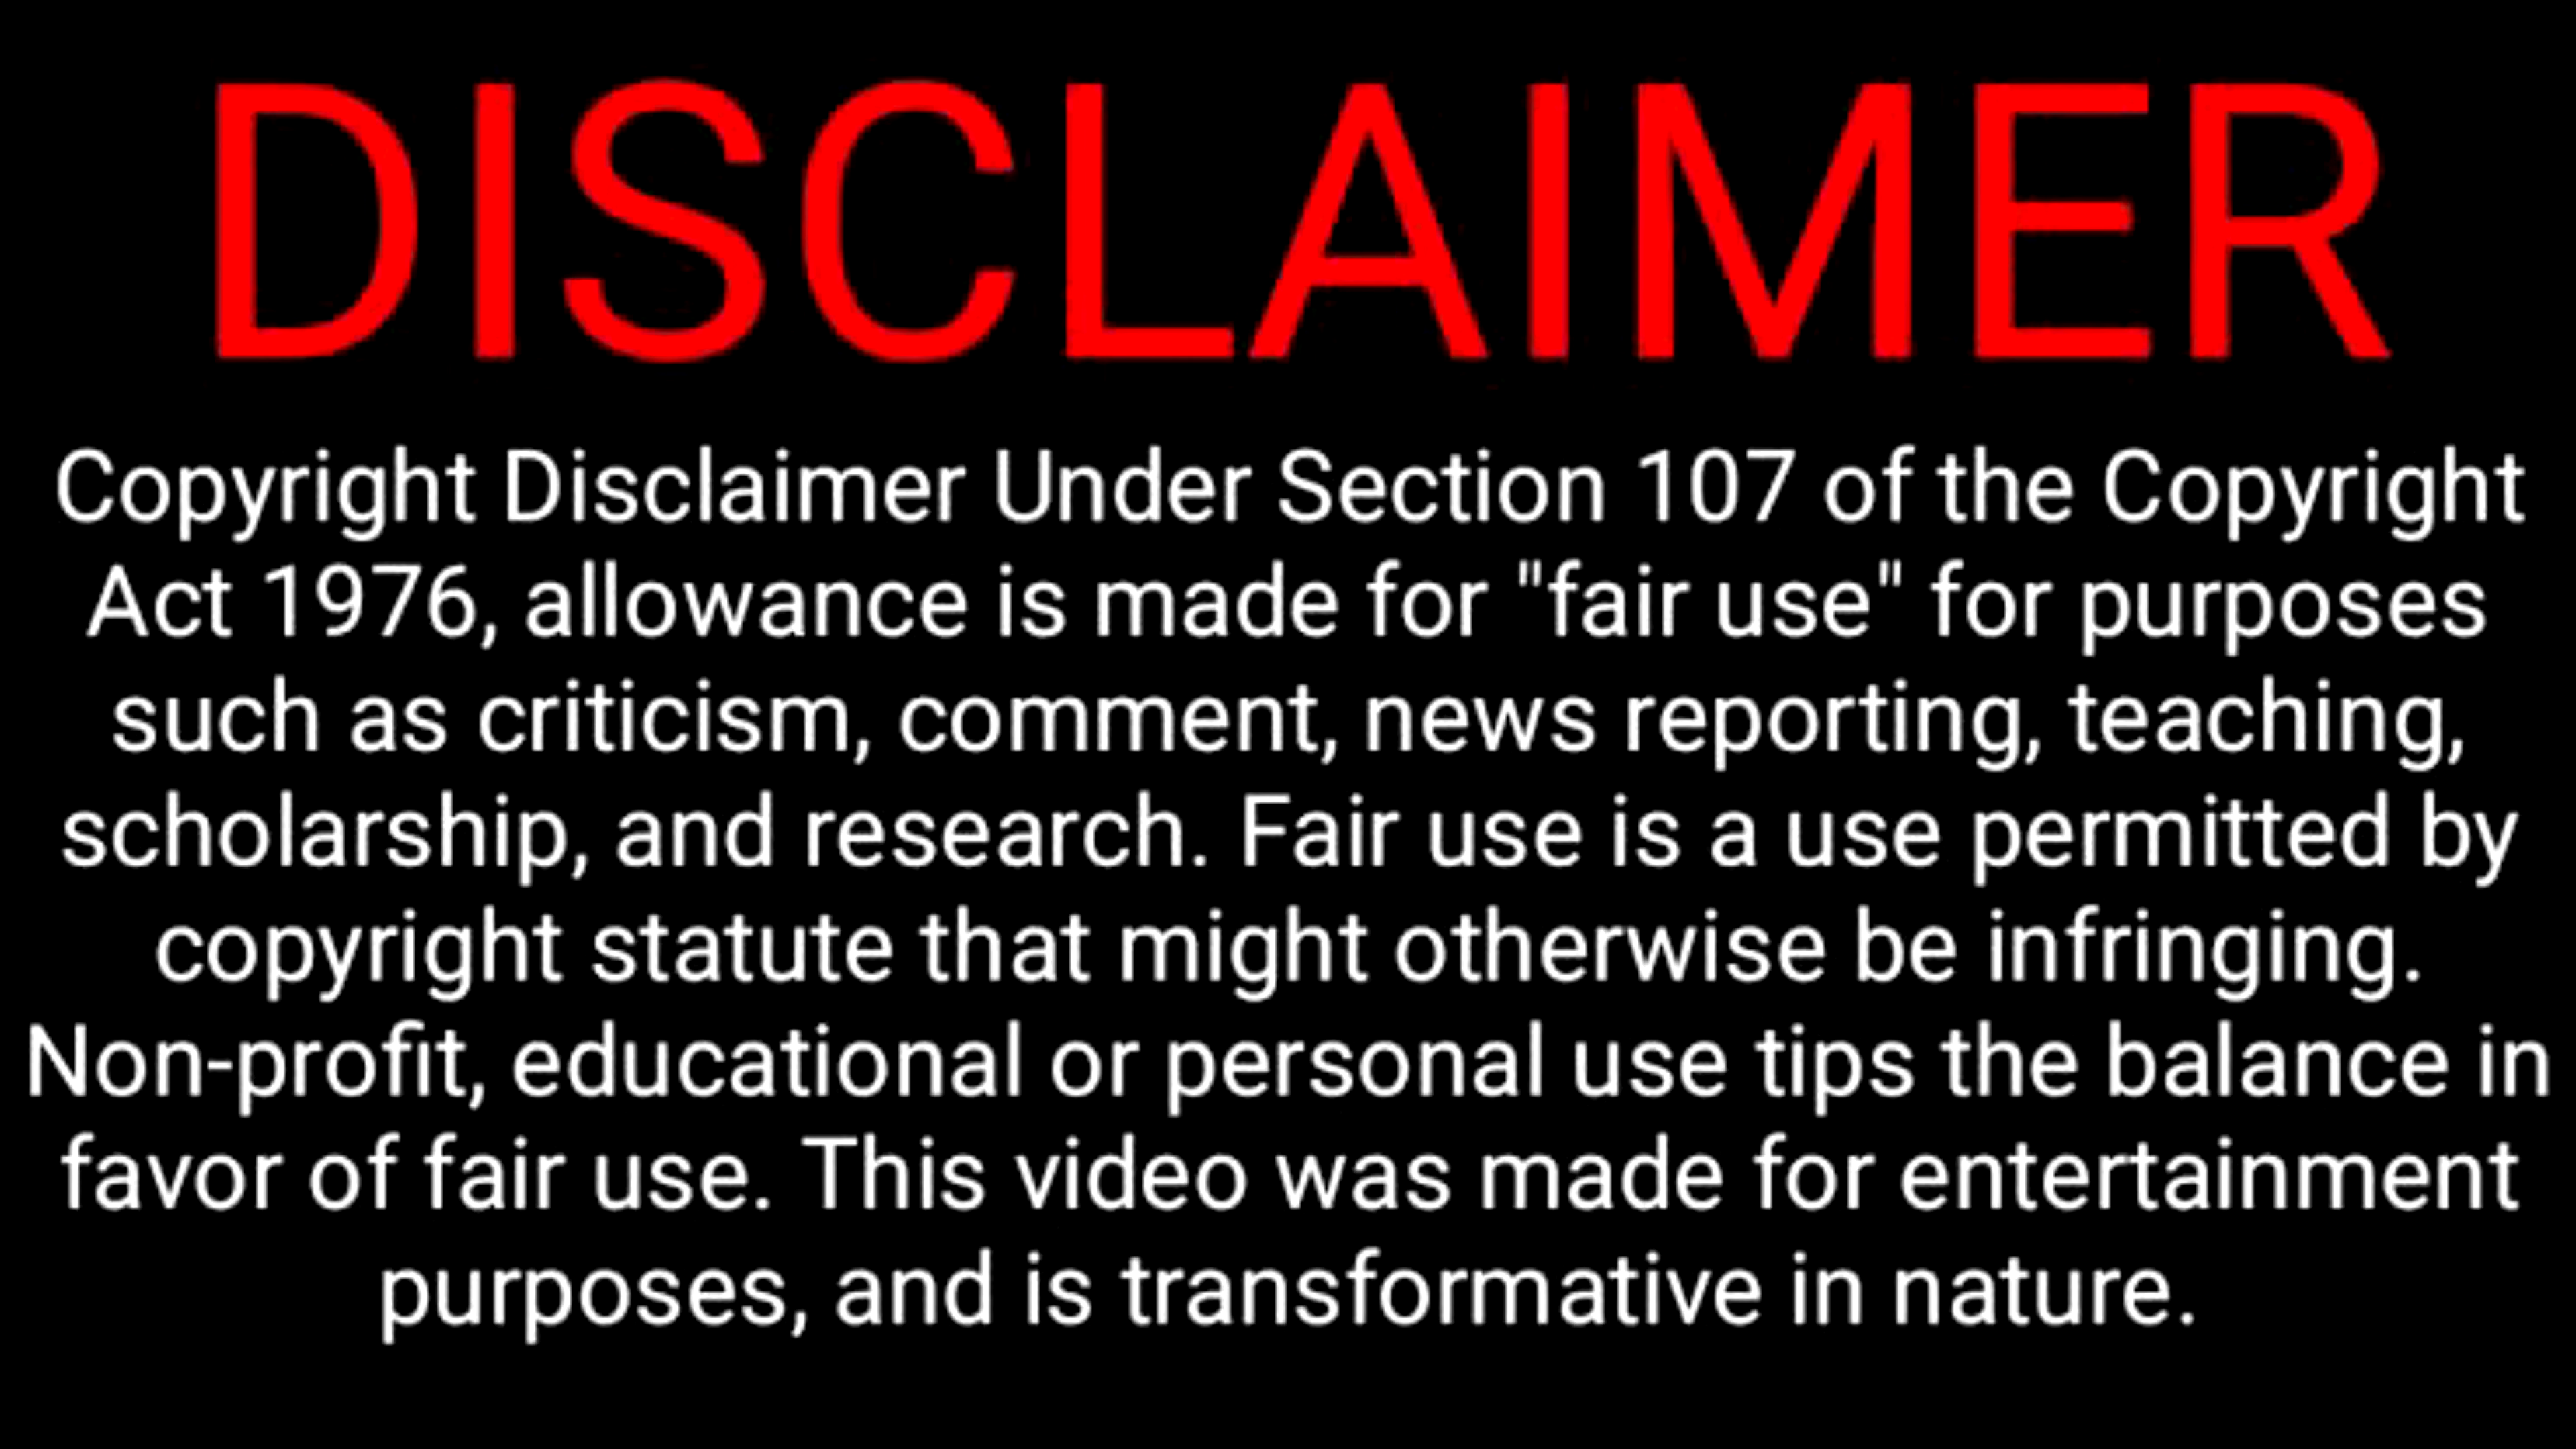 DISCLAIMER
Copyright Disclaimer Under Section 107 of the Copyright
Act 1976, allowance is made for "fair use" for purposes
such as criticism, comment, news reporting, teaching,
scholarship, and research. Fair use is a use permitted by
copyright statute that might otherwise be infringing.
Non-profit, educational or personal use tips the balance in
favor of fair use. This video was made for entertainment
purposes, and is transformative in nature.